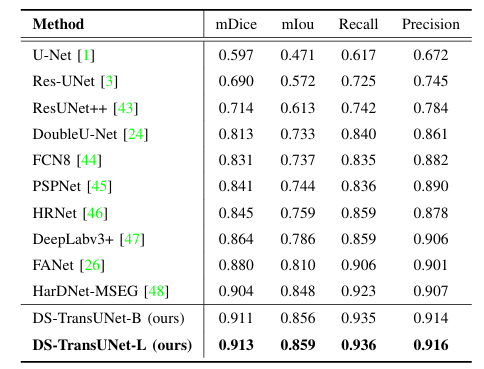 Method mDice mIou Recall Precision
U-Net [1] 0.597 0.471 0.617 0.672
Res-UNet [3] 0.690 0.572 0.725 0.745
ResUNet++ [43] 0.714 0.613 0.742 0.784
DoubleU-Net [24] 0.813 0.733 0.840 0.861
FCN8 [44] 0.831 0.737 0.835 0.882
PSPNet [45] 0.841 0.744 0.836 0.890
HRNet [46] 0.845 0.759 0.859 0.878
DeepLabv3+ [47] 0.864 0.786 0.859 0.906
FANet [26] 0.880 0.810 0.906 0.901
HarDNet-MSEG [48] 0.904 0.848 0.923 0.907
DS-TransUNet-B (ours) 0.911 0.856 0.935 0.914
DS-TransUNet-L (ours) 0.913 0.859 0.936 0.916